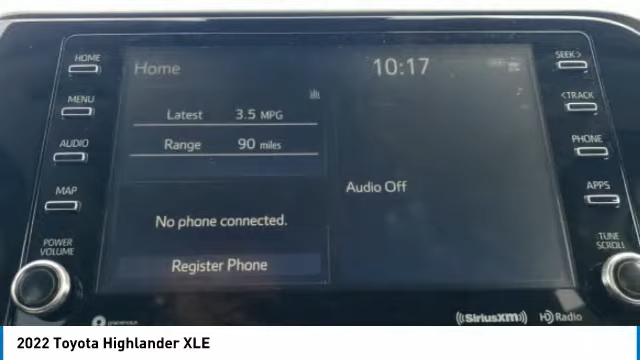 HOME
MENU
AUDIO
MAP
POWER
VOLUME
Home
10:17
Latest 3.5 MPG
Range 90 miles
No phone connected.
Register Phone
Audio Off
SEEK >
< TRACK
PHONE
APPS
TUNE
SCROLL
((SiriusXM))
HD Radio
2022 Toyota Highlander XLE